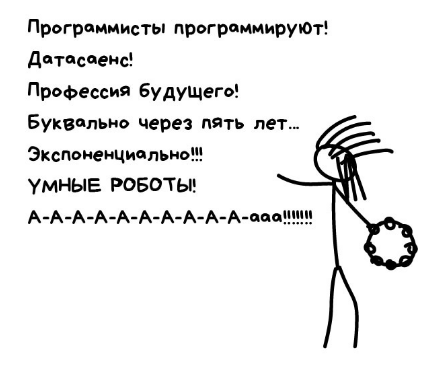 Программисты программируют!
Датасаенс!
Профессия будущего!
Буквально через пять лет...
Экспоненциально!!!
УМНЫЕ РОБОТЫ!
А-А-А-А-А-А-А-А-А-А-ааа!!!!!!!